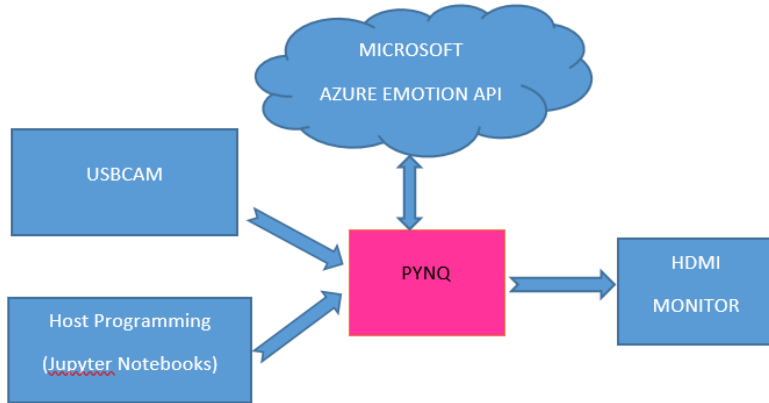 MICROSOFT
AZURE EMOTION API
USBCAM
PYNQ
HDMI
MONITOR
Host Programming
(Jupyter Notebooks)